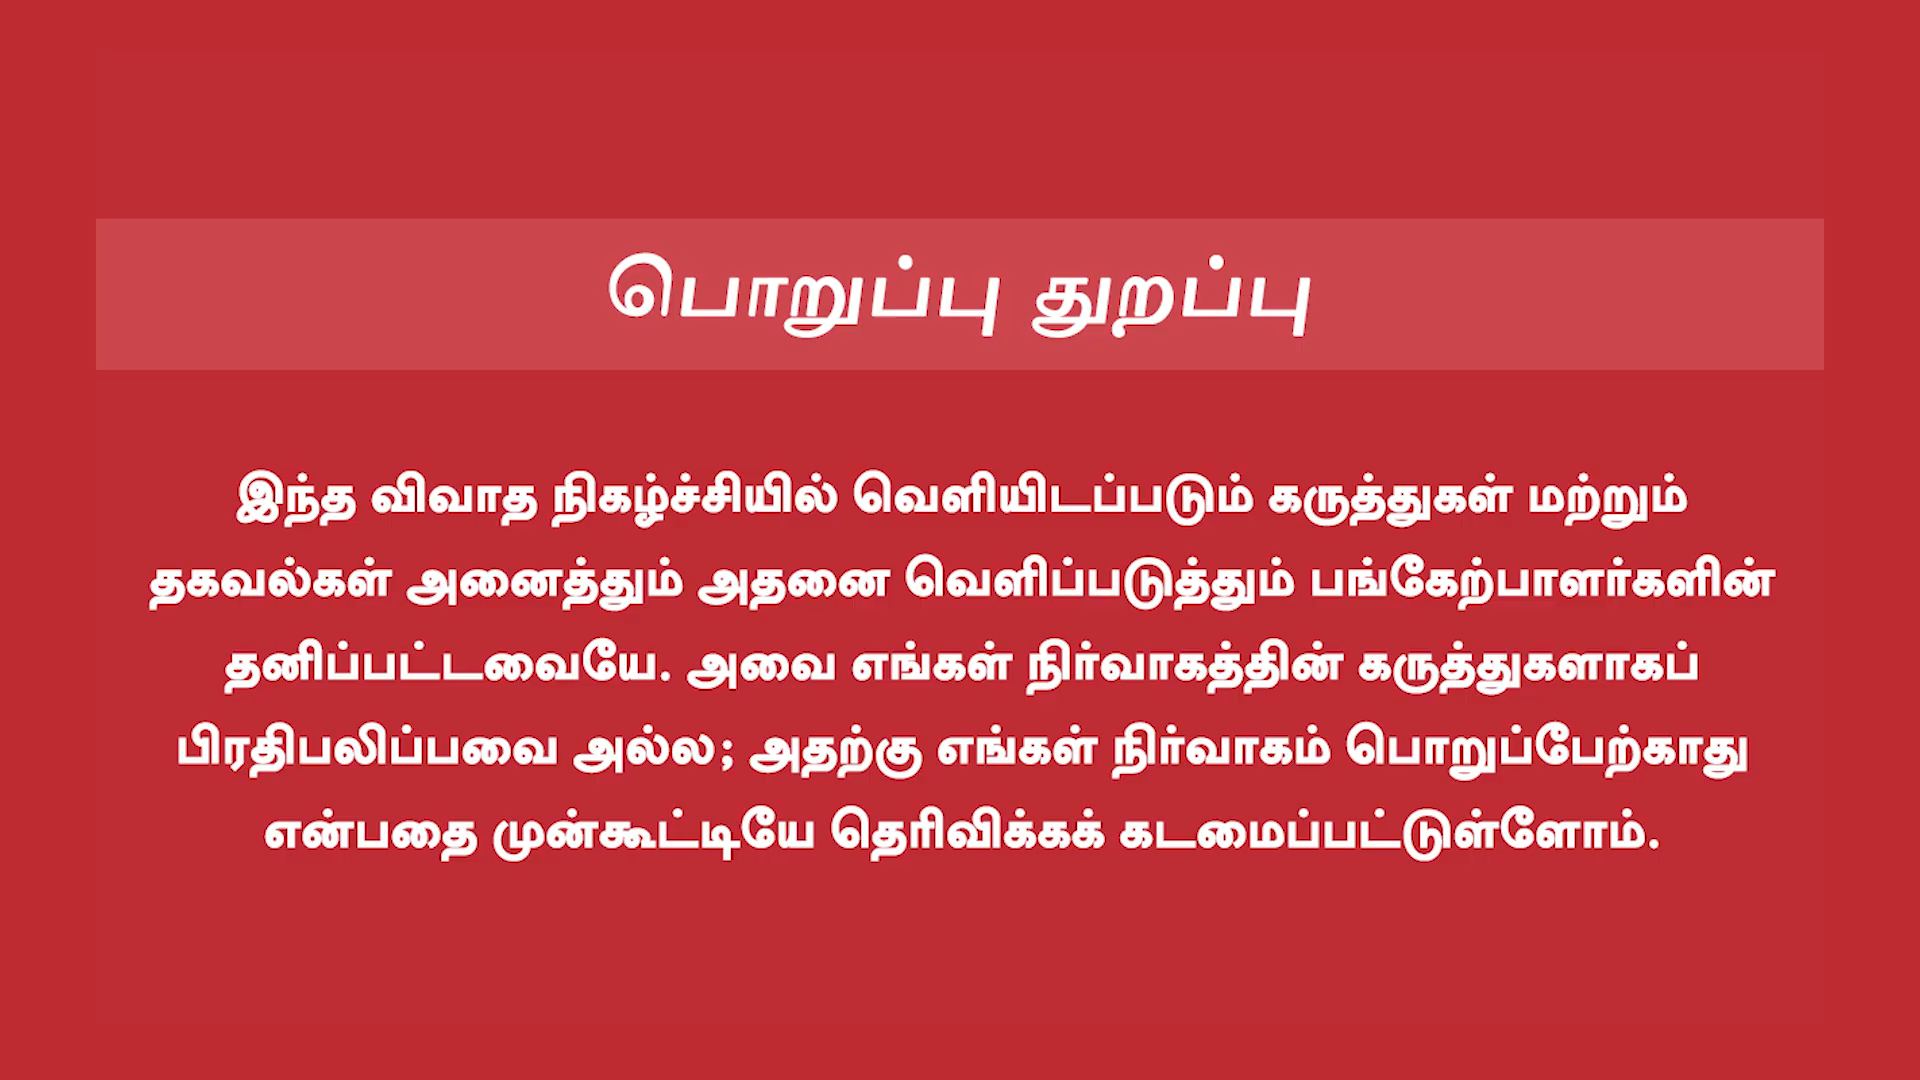 பொறுப்பு துறப்பு
இந்த விவாத நிகழ்ச்சியில் வெளியிடப்படும் கருத்துகள் மற்றும்
தகவல்கள் அனைத்தும் அதனை வெளிப்படுத்தும் பங்கேற்பாளர்களின்
தனிப்பட்டவையே. அவை எங்கள் நிர்வாகத்தின் கருத்துகளாகப்
பிரதிபலிப்பவை அல்ல; அதற்கு எங்கள் நிர்வாகம் பொறுப்பேற்காது
என்பதை முன்கூட்டியே தெரிவிக்கக் கடமைப்பட்டுள்ளோம்.